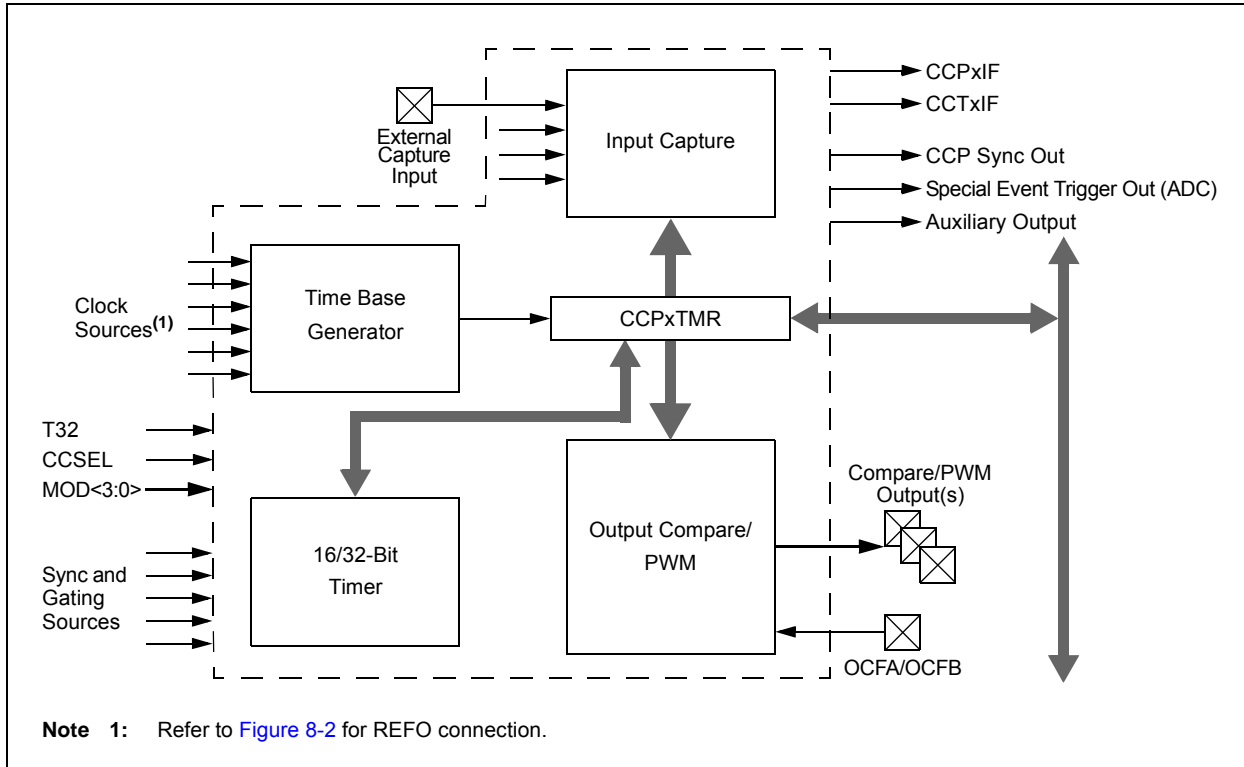 CCPxIF
CCTxIF
External
Capture
Input
Input Capture
CCP Sync Out
Special Event Trigger Out (ADC)
Auxiliary Output
Clock
Sources(1)
Time Base
Generator
CCPxTMR
T32
CCSEL
MOD<3:0>
Sync and
Gating
Sources
16/32-Bit
Timer
Output Compare/
PWM
Compare/PWM
Output(s)
OCFA/OCFB
Note 1: Refer to Figure 8-2 for REFO connection.